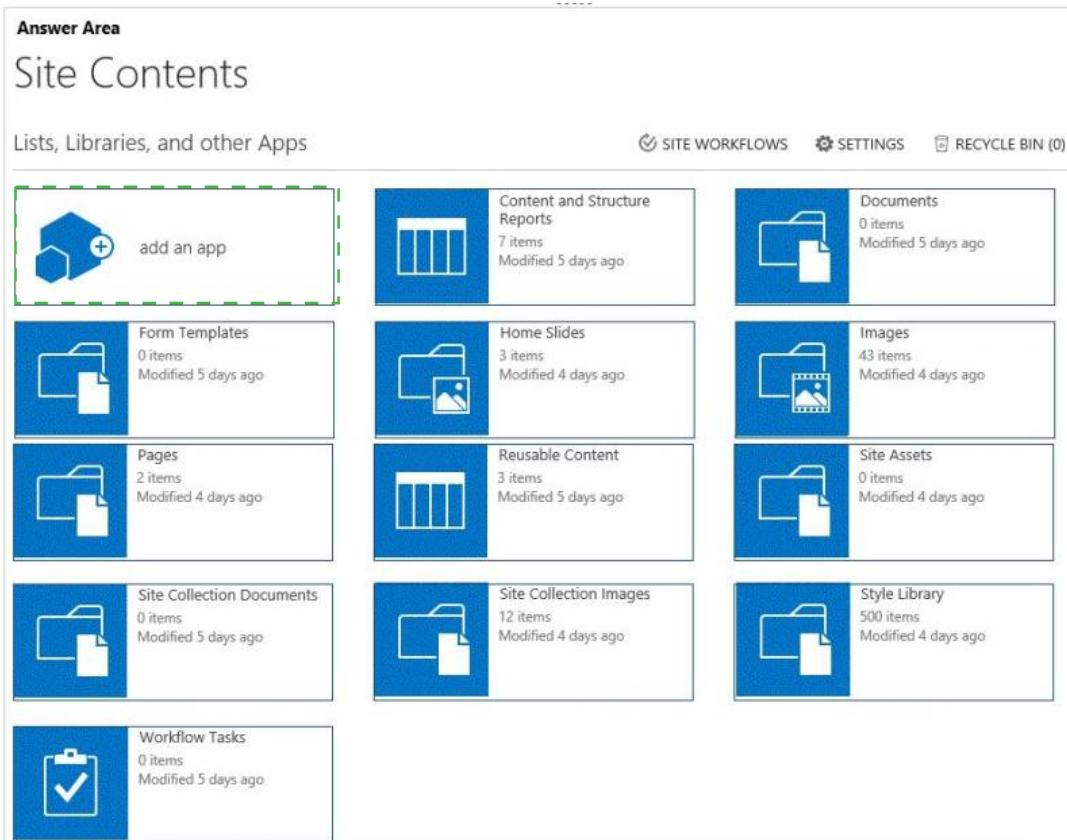 Answer Area
Site Contents
Lists, Libraries, and other Apps
SITE WORKFLOWS SETTINGS RECYCLE BIN (0)
add an app
Content and Structure
Reports
7 items
Modified 5 days ago
Documents
0 items
Modified 5 days ago
Form Templates
0 items
Modified 5 days ago
Home Slides
3 items
Modified 4 days ago
Images
43 items
Modified 4 days ago
Pages
2 items
Modified 4 days ago
Reusable Content
3 items
Modified 5 days ago
Site Assets
0 items
Modified 4 days ago
Site Collection Documents
0 items
Modified 5 days ago
Site Collection Images
12 items
Modified 4 days ago
Style Library
500 items
Modified 4 days ago
Workflow Tasks
0 items
Modified 5 days ago